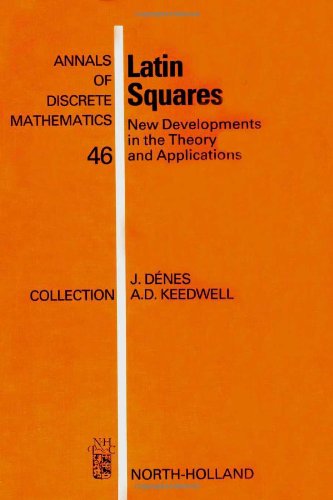 ANNALS
OF
DISCRETE
MATHEMATICS
46
Latin
Squares
New Developments
in the Theory
and Applications
COLLECTION
J. DÉNES
A.D. KEEDWELL
NORTH-HOLLAND